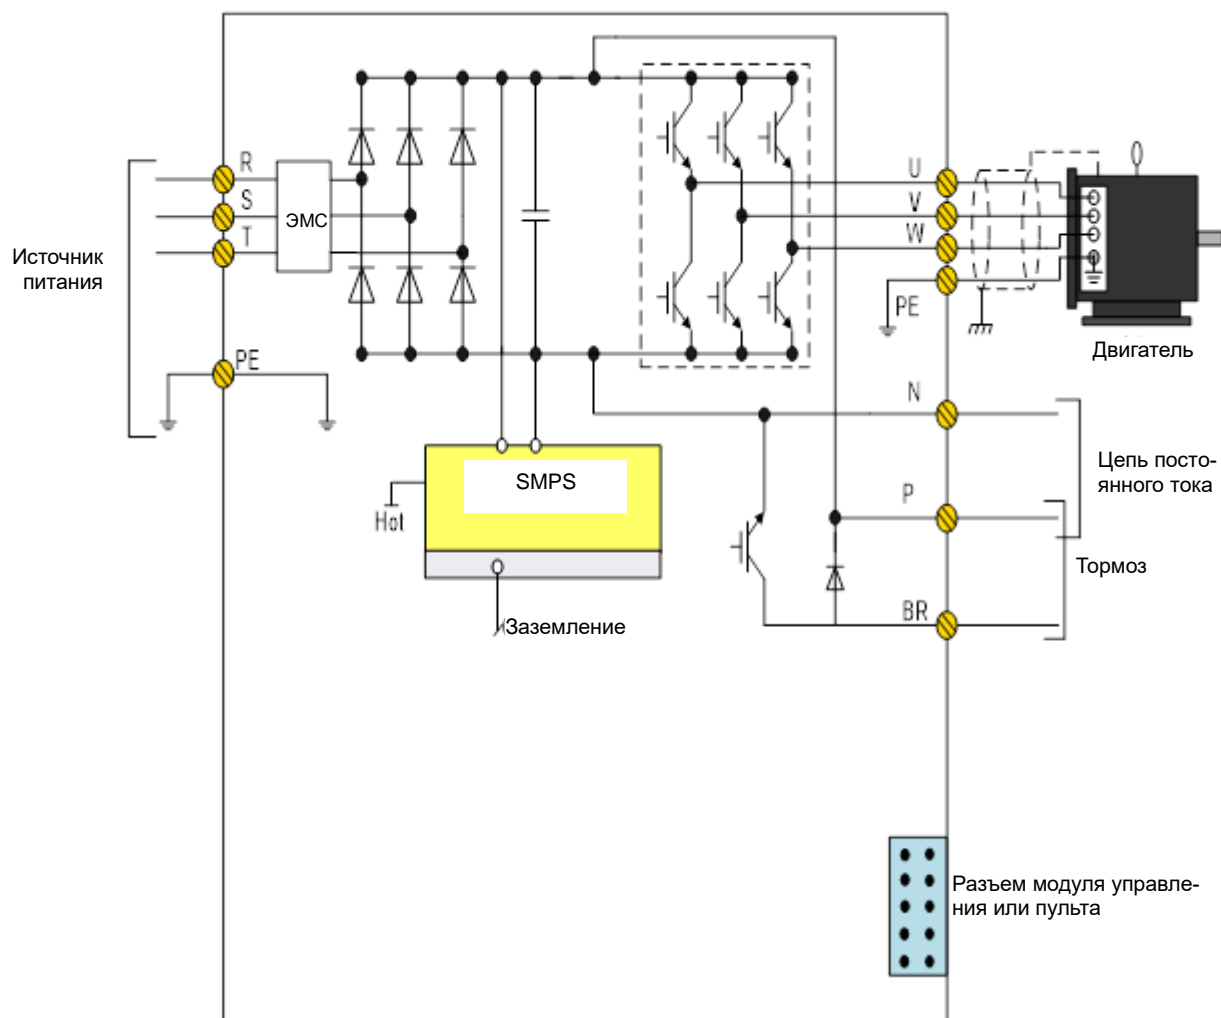 R
S
T
ЭМС
Источник
питания
PE
U
V
W
PE
Двигатель
N
Цепь посто-
янного тока
P
SMPS
Hot
Тормоз
BR
Заземление
Разъем модуля управле-
ния или пульта